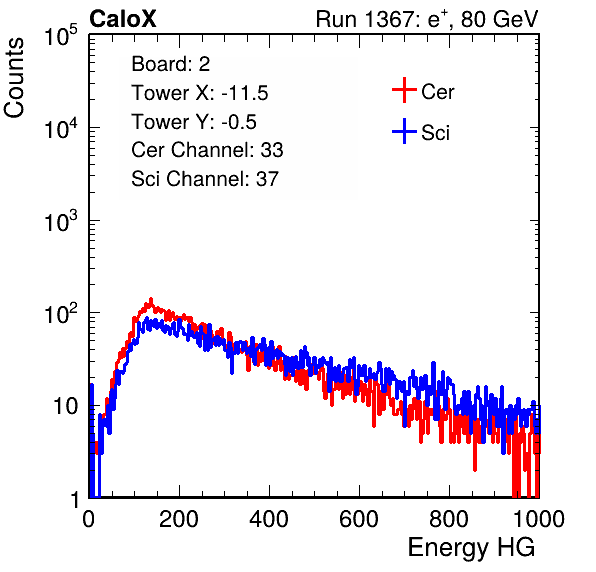 CaloX
Run 1367: e⁺, 80 GeV
Counts
10⁵
10⁴
10³
10²
10
1
Board: 2
Tower X: -11.5
Tower Y: -0.5
Cer Channel: 33
Sci Channel: 37
Cer
Sci
0 200 400 600 800 1000
Energy HG